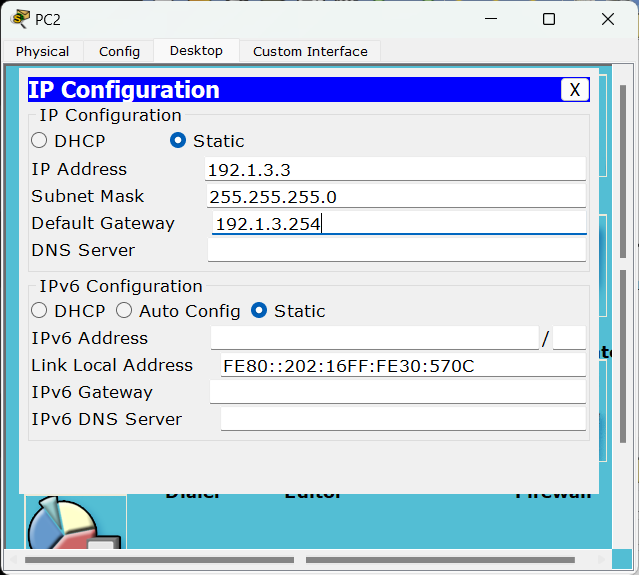 PC2
Physical Config Desktop Custom Interface
IP Configuration X
IP Configuration
DHCP Static
IP Address 192.1.3.3
Subnet Mask 255.255.255.0
Default Gateway 192.1.3.254
DNS Server
IPv6 Configuration
DHCP Auto Config Static
IPv6 Address /
Link Local Address FE80::202:16FF:FE30:570C
IPv6 Gateway
IPv6 DNS Server
Dialer Editor Firewall